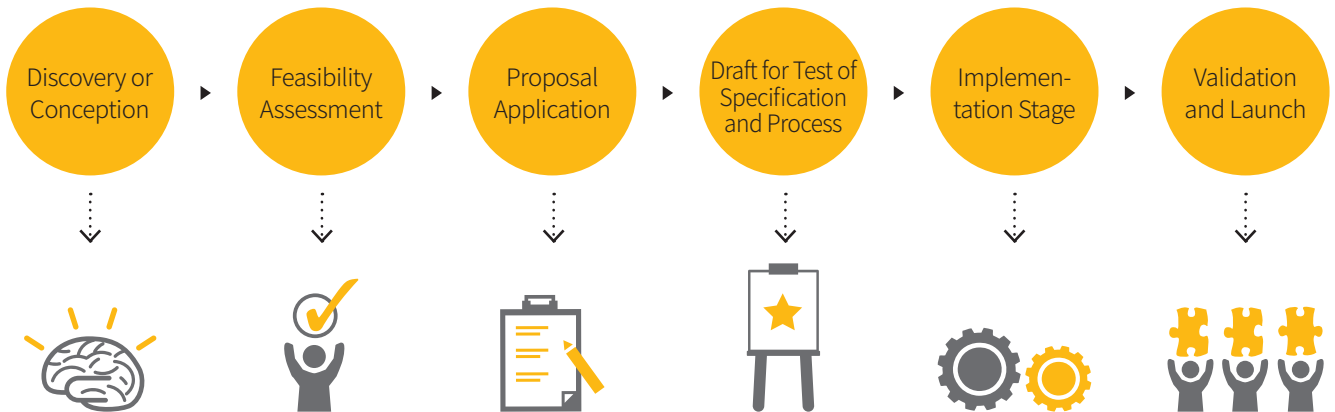 Discovery or
Conception
Feasibility
Assessment
Proposal
Application
Draft for Test of
Specification
and Process
Implemen-
tation Stage
Validation
and Launch